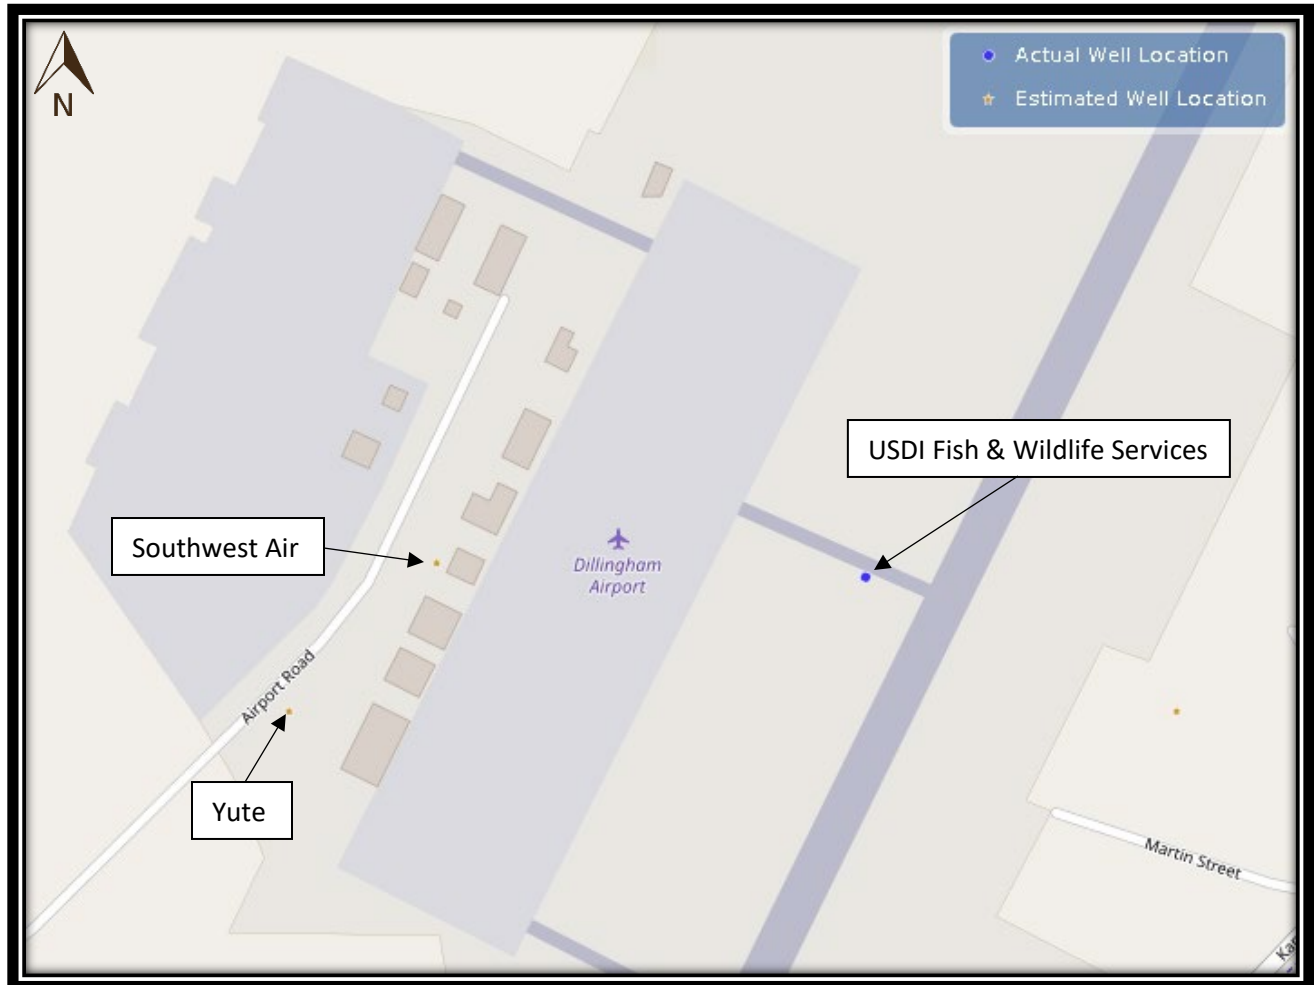 N
Actual Well Location
Estimated Well Location
USDI Fish & Wildlife Services
Southwest Air
Dillingham
Airport
Airport Road
Yute
Martin Street